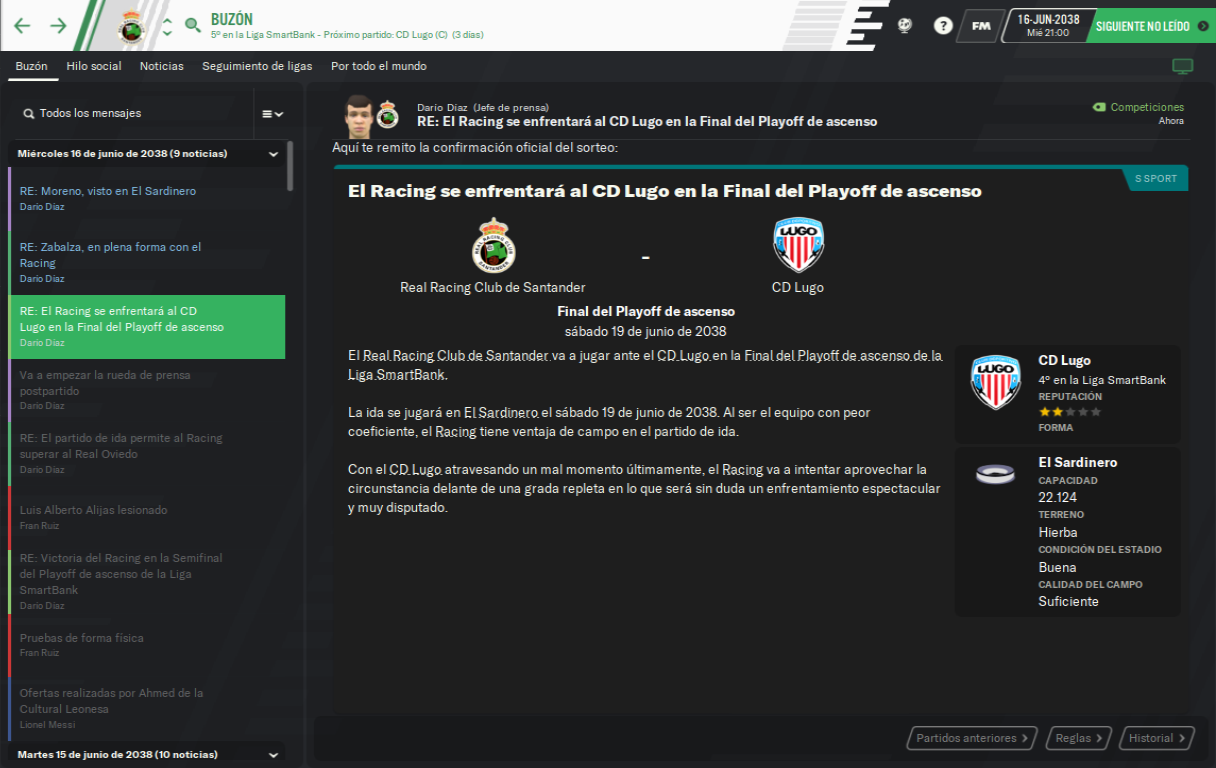 BUZÓN
5º en la Liga SmartBank - Próximo partido: CD Lugo (C) (3 días)
?
FM
16-JUN-2038
Mié 21:00
SIGUIENTE NO LEÍDO
Buzón
Hilo social
Noticias
Seguimiento de ligas
Por todo el mundo
Todos los mensajes
Miércoles 16 de junio de 2038 (9 noticias)
RE: Moreno, visto en El Sardinero
Darío Díaz
RE: Zabalza, en plena forma con el
Racing
Darío Díaz
RE: El Racing se enfrentará al CD
Lugo en la Final del Playoff de ascenso
Darío Díaz
Va a empezar la rueda de prensa
postpartido
Darío Díaz
RE: El partido de ida permite al Racing
superar al Real Oviedo
Darío Díaz
Luis Alberto Alijas lesionado
Fran Ruiz
RE: Victoria del Racing en la Semifinal
del Playoff de ascenso de la Liga
SmartBank
Darío Díaz
Pruebas de forma física
Fran Ruiz
Ofertas realizadas por Ahmed de la
Cultural Leonesa
Lionel Messi
Martes 15 de junio de 2038 (10 noticias)
Darío Díaz (Jefe de prensa)
RE: El Racing se enfrentará al CD Lugo en la Final del Playoff de ascenso
Competiciones
Ahora
Aquí te remito la confirmación oficial del sorteo:
S SPORT
El Racing se enfrentará al CD Lugo en la Final del Playoff de ascenso
REAL RACING CLUB
SANTANDER
-
LUGO
Real Racing Club de Santander
CD Lugo
Final del Playoff de ascenso
sábado 19 de junio de 2038
El Real Racing Club de Santander va a jugar ante el CD Lugo en la Final del Playoff de ascenso de la
Liga SmartBank.
La ida se jugará en El Sardinero el sábado 19 de junio de 2038. Al ser el equipo con peor
coeficiente, el Racing tiene ventaja de campo en el partido de ida.
Con el CD Lugo atravesando un mal momento últimamente, el Racing va a intentar aprovechar la
circunstancia delante de una grada repleta en lo que será sin duda un enfrentamiento espectacular
y muy disputado.
LUGO
CD Lugo
4º en la Liga SmartBank
REPUTACIÓN
FORMA
El Sardinero
CAPACIDAD
22.124
TERRENO
Hierba
CONDICIÓN DEL ESTADIO
Buena
CALIDAD DEL CAMPO
Suficiente
Partidos anteriores
Reglas
Historial